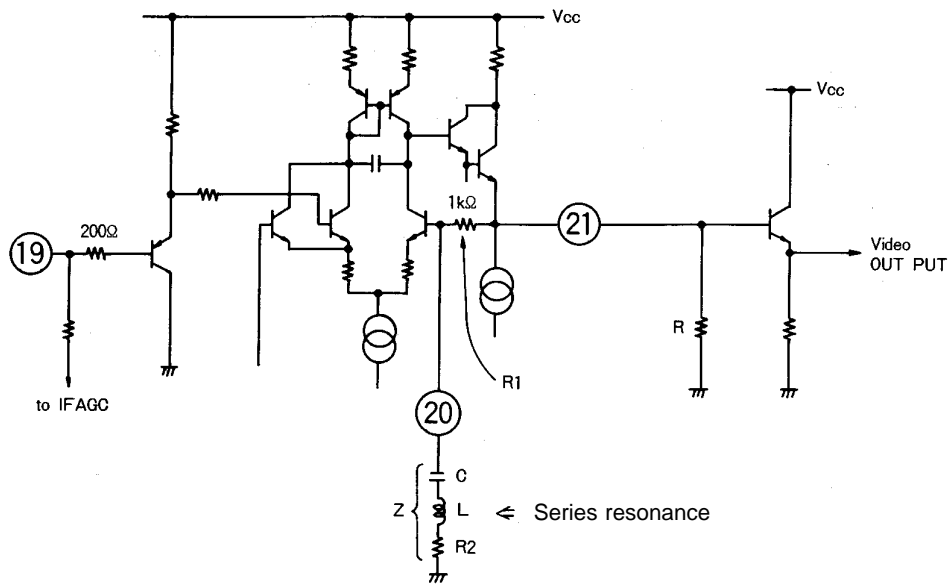 Vcc
Vcc
200Ω
19
1kΩ
21
Video
OUT PUT
R
R1
to IFAGC
20
C
Z
L
Series resonance
R2